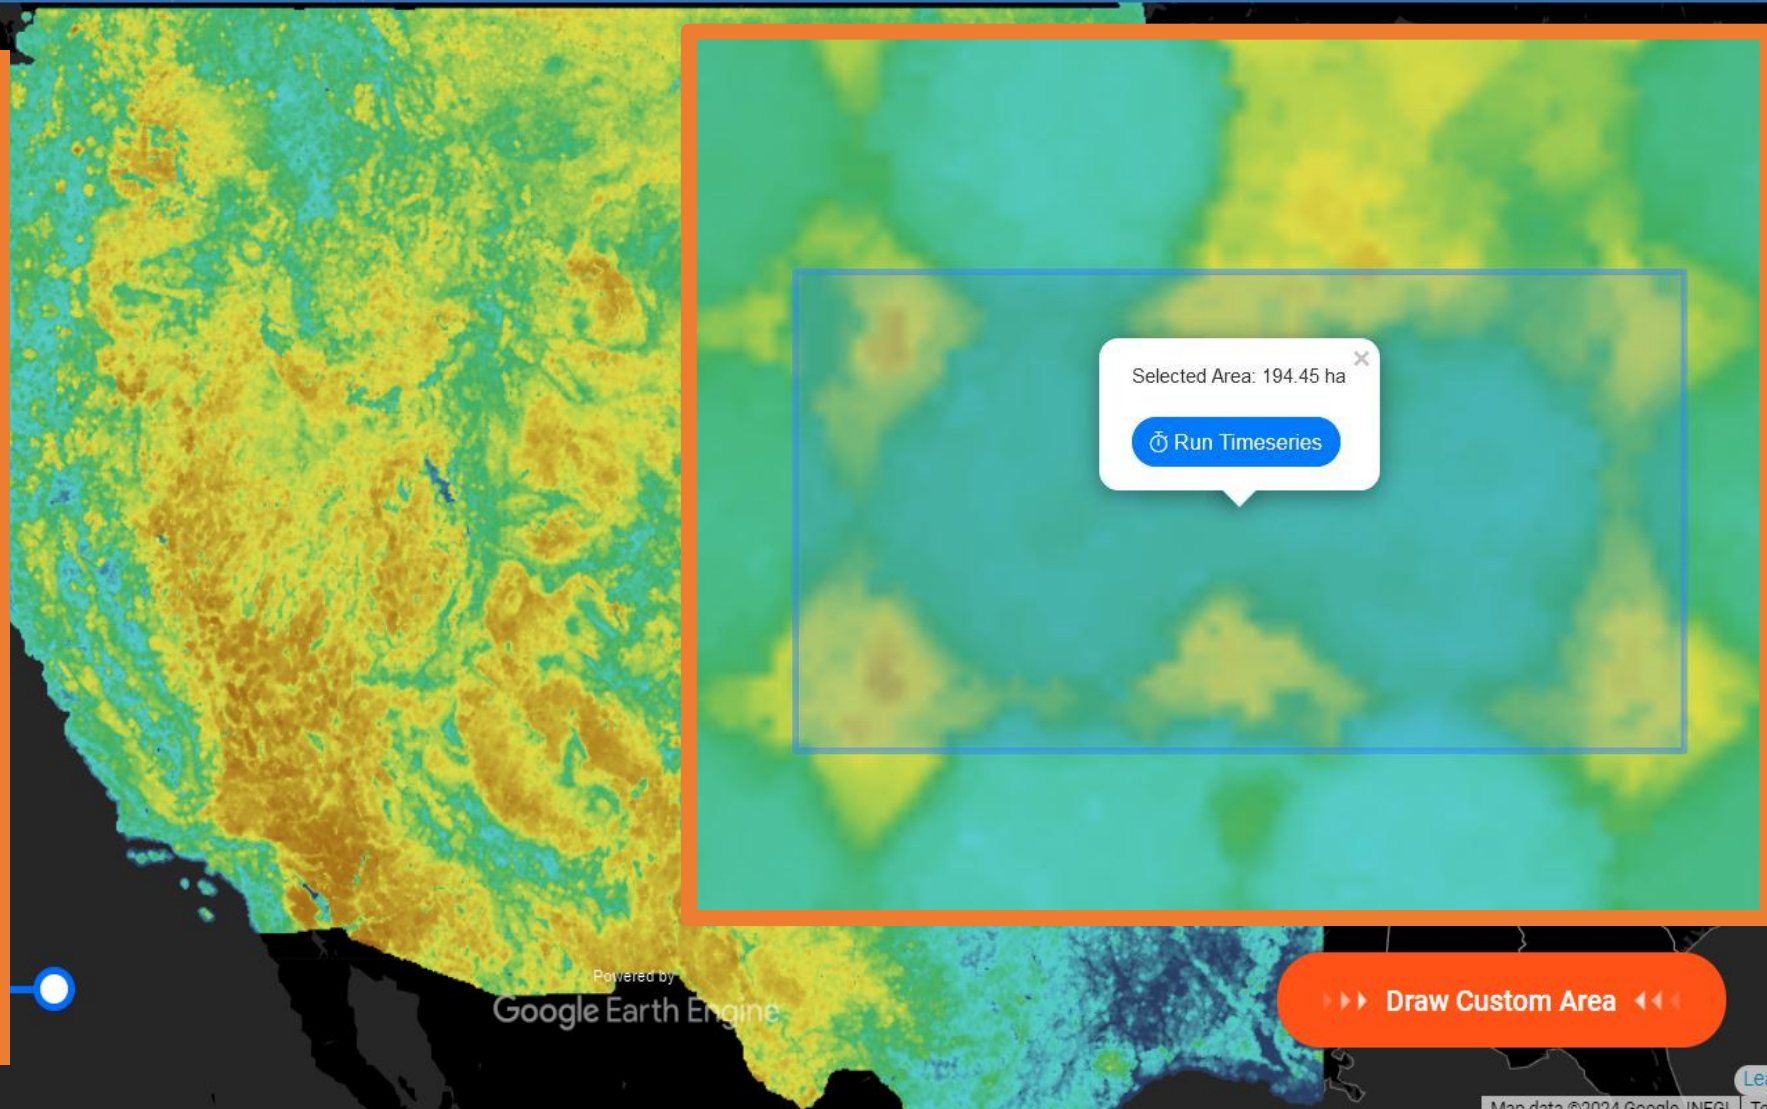 Selected Area: 194.45 ha
×
Run Timeseries
Powered by
Google Earth Engine
Draw Custom Area
Map data ©2024 Google, INEGI